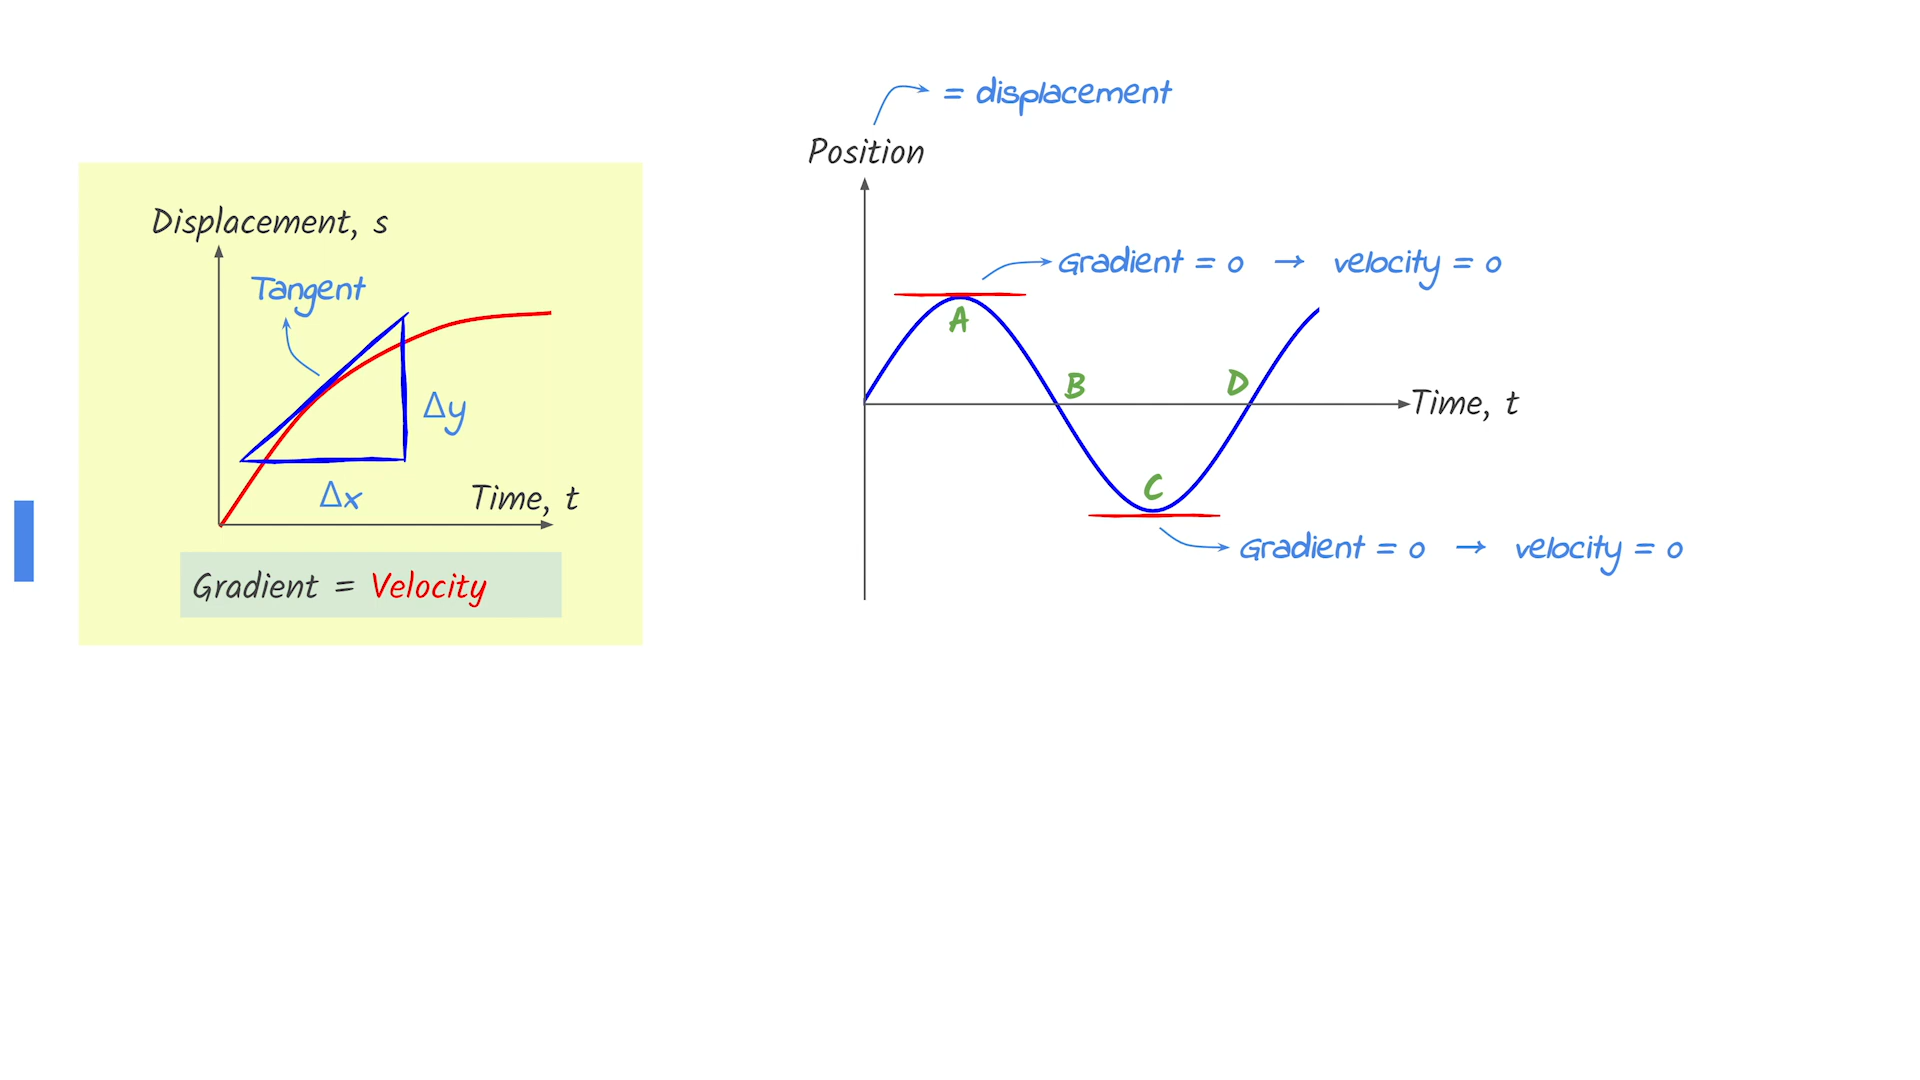 Displacement, s
Tangent
Δy
Δx
Time, t
Gradient = Velocity
= displacement
Position
Gradient = 0 → velocity = 0
A
B
D
Time, t
C
Gradient = 0 → velocity = 0